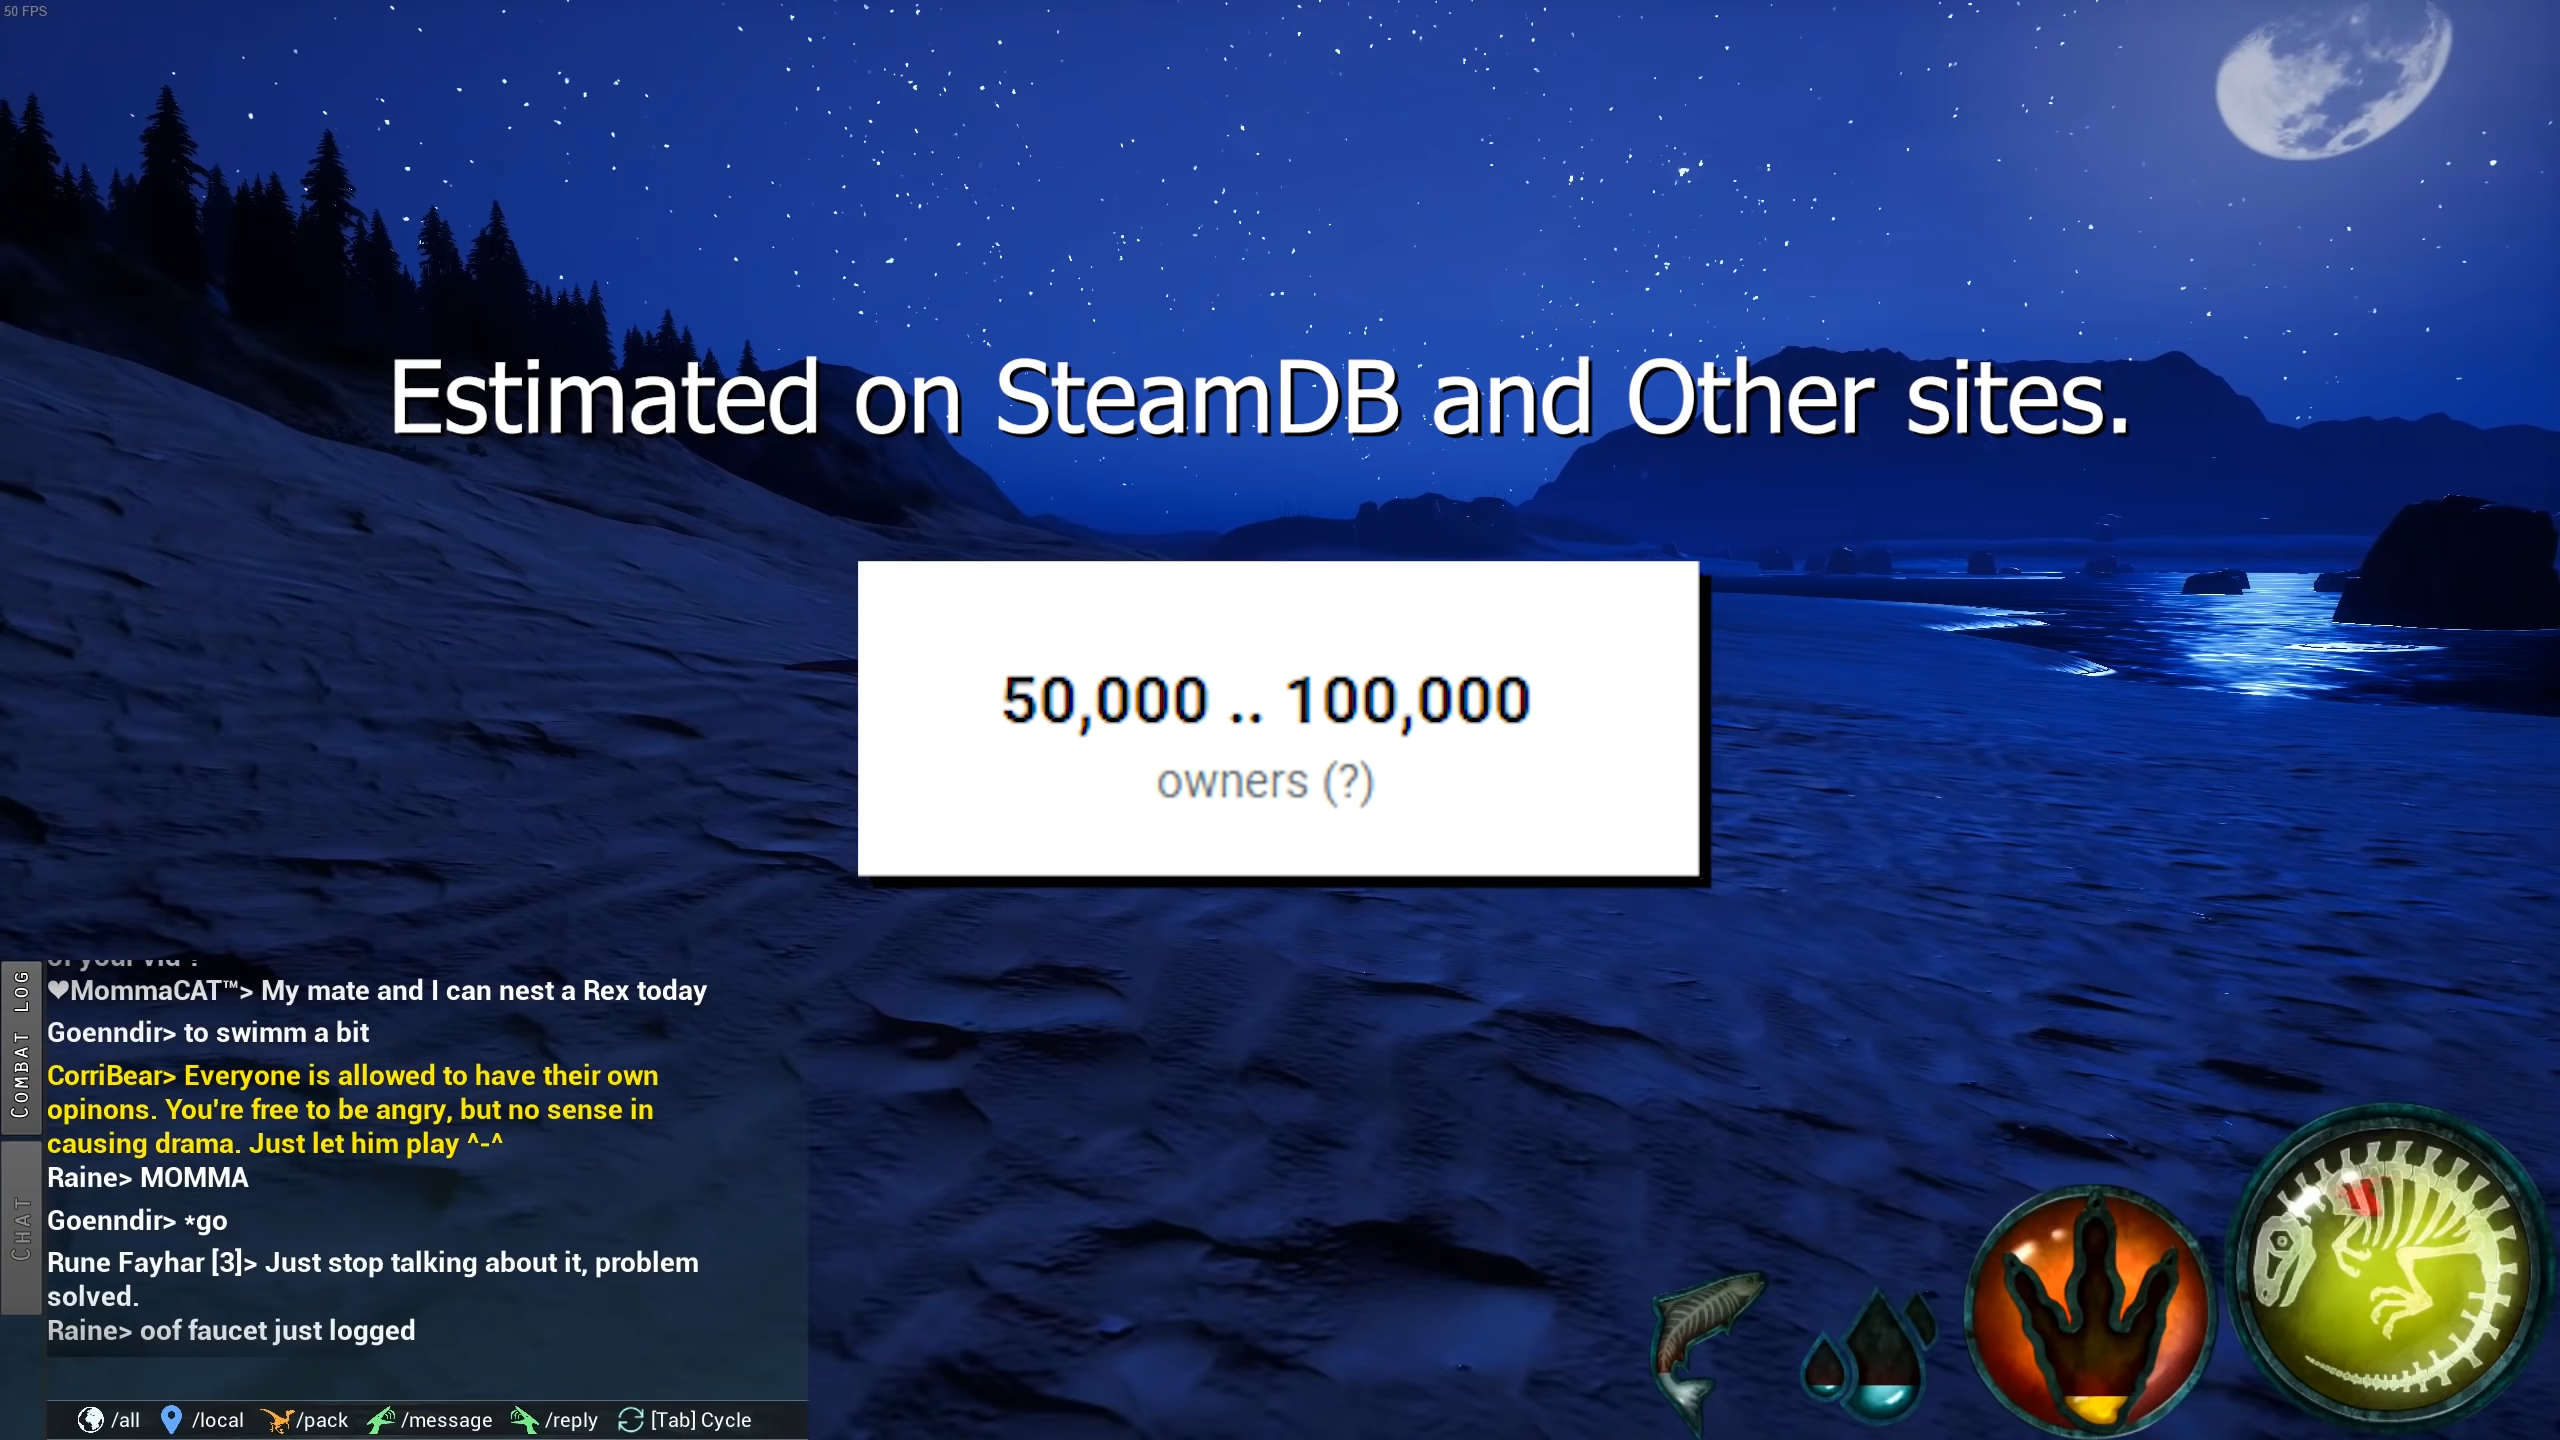 50 FPS
Estimated on SteamDB and Other sites.
50,000 .. 100,000
owners (?)
COMBAT LOG
CHAT
of your vid ?
♥MommaCAT™> My mate and I can nest a Rex today
Goenndir> to swimm a bit
CorriBear> Everyone is allowed to have their own
opinons. You're free to be angry, but no sense in
causing drama. Just let him play ^-^
Raine> MOMMA
Goenndir> *go
Rune Fayhar [3]> Just stop talking about it, problem
solved.
Raine> oof faucet just logged
/all /local /pack /message /reply [Tab] Cycle